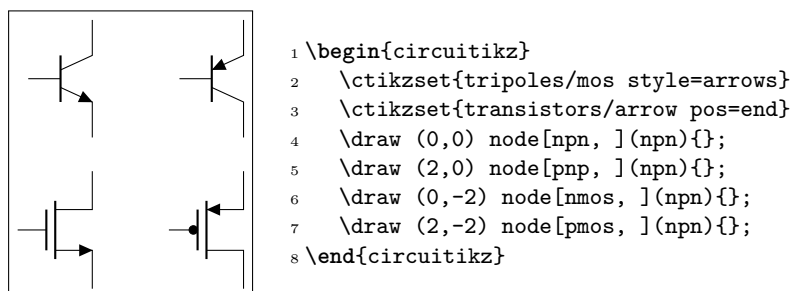 1 \begin{circuitikz}
2 \ctikzset{tripoles/mos style=arrows}
3 \ctikzset{transistors/arrow pos=end}
4 \draw (0,0) node[npn, ](npn){};
5 \draw (2,0) node[pnp, ](npn){};
6 \draw (0,-2) node[nmos, ](npn){};
7 \draw (2,-2) node[pmos, ](npn){};
8 \end{circuitikz}